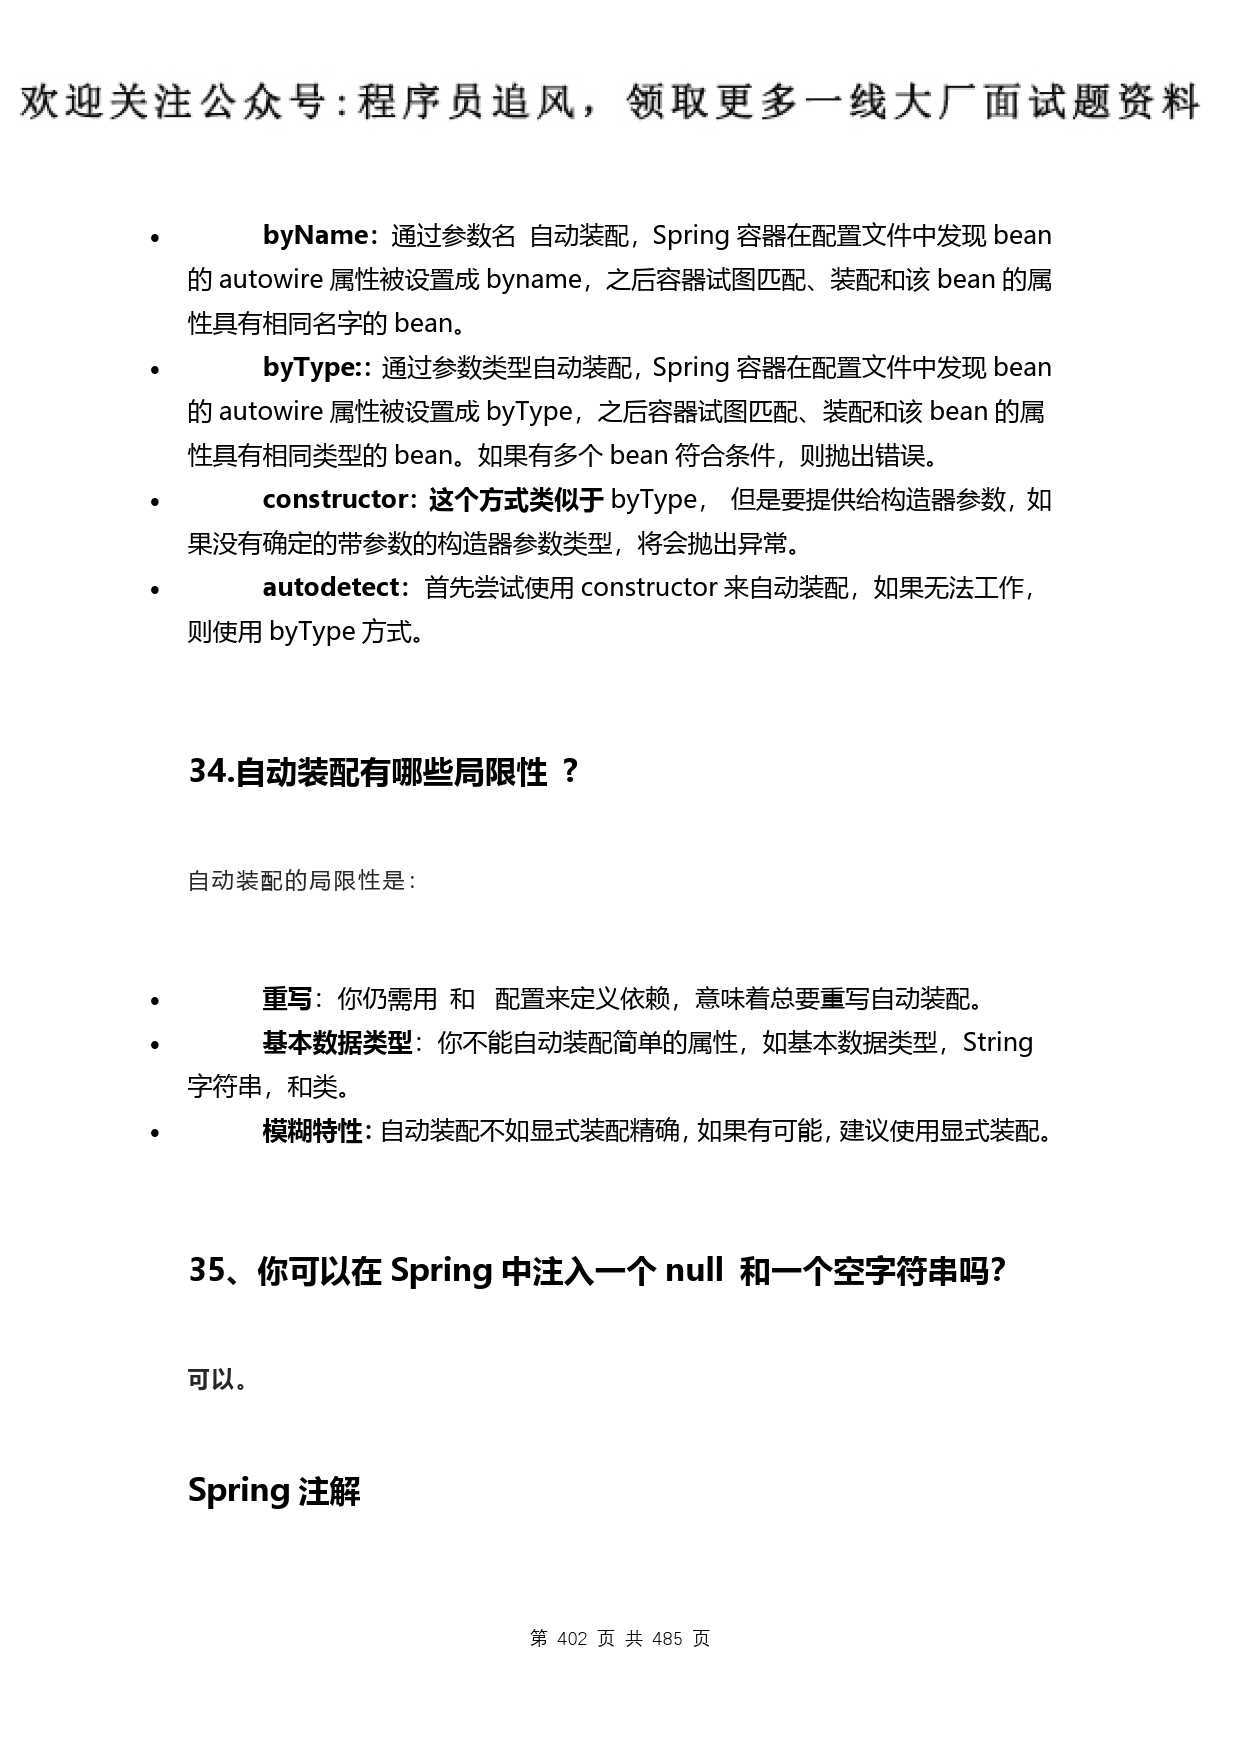 欢迎关注公众号:程序员追风，领取更多一线大厂面试题资料
• byName：通过参数名 自动装配，Spring 容器在配置文件中发现 bean
的 autowire 属性被设置成 byname，之后容器试图匹配、装配和该 bean 的属
性具有相同名字的 bean。
• byType:：通过参数类型自动装配，Spring 容器在配置文件中发现 bean
的 autowire 属性被设置成 byType，之后容器试图匹配、装配和该 bean 的属
性具有相同类型的 bean。如果有多个 bean 符合条件，则抛出错误。
• constructor：这个方式类似于 byType， 但是要提供给构造器参数，如
果没有确定的带参数的构造器参数类型，将会抛出异常。
• autodetect：首先尝试使用 constructor 来自动装配，如果无法工作，
则使用 byType 方式。
34.自动装配有哪些局限性 ?
自动装配的局限性是：
• 重写：你仍需用 和 配置来定义依赖，意味着总要重写自动装配。
• 基本数据类型：你不能自动装配简单的属性，如基本数据类型，String
字符串，和类。
• 模糊特性：自动装配不如显式装配精确，如果有可能，建议使用显式装配。
35、你可以在 Spring 中注入一个 null 和一个空字符串吗？
可以。
Spring 注解
第 402 页 共 485 页